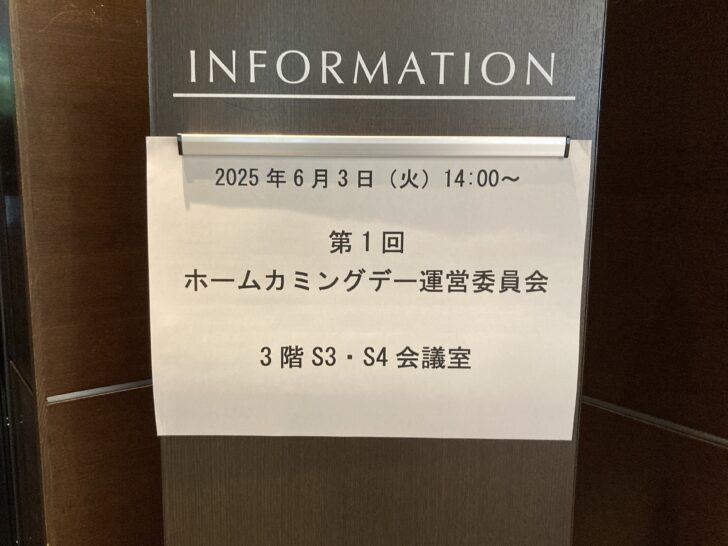 INFORMATION
2025年6月3日（火）14:00～
第1回
ホームカミングデー運営委員会
3階 S3・S4 会議室